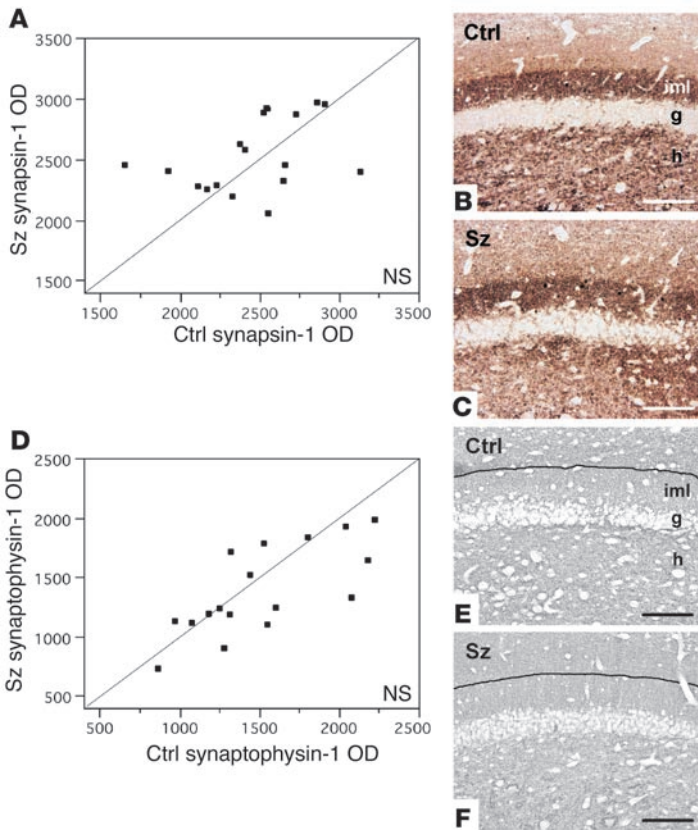 A
3500
3000
2500
2000
1500
Sz synapsin-1 OD
NS
1500 2000 2500 3000 3500
Ctrl synapsin-1 OD
Ctrl
iml
g
h
B
Sz
C
D
2500
2000
1500
1000
500
Sz synaptophysin-1 OD
NS
500 1000 1500 2000 2500
Ctrl synaptophysin-1 OD
Ctrl
iml
g
h
E
Sz
F